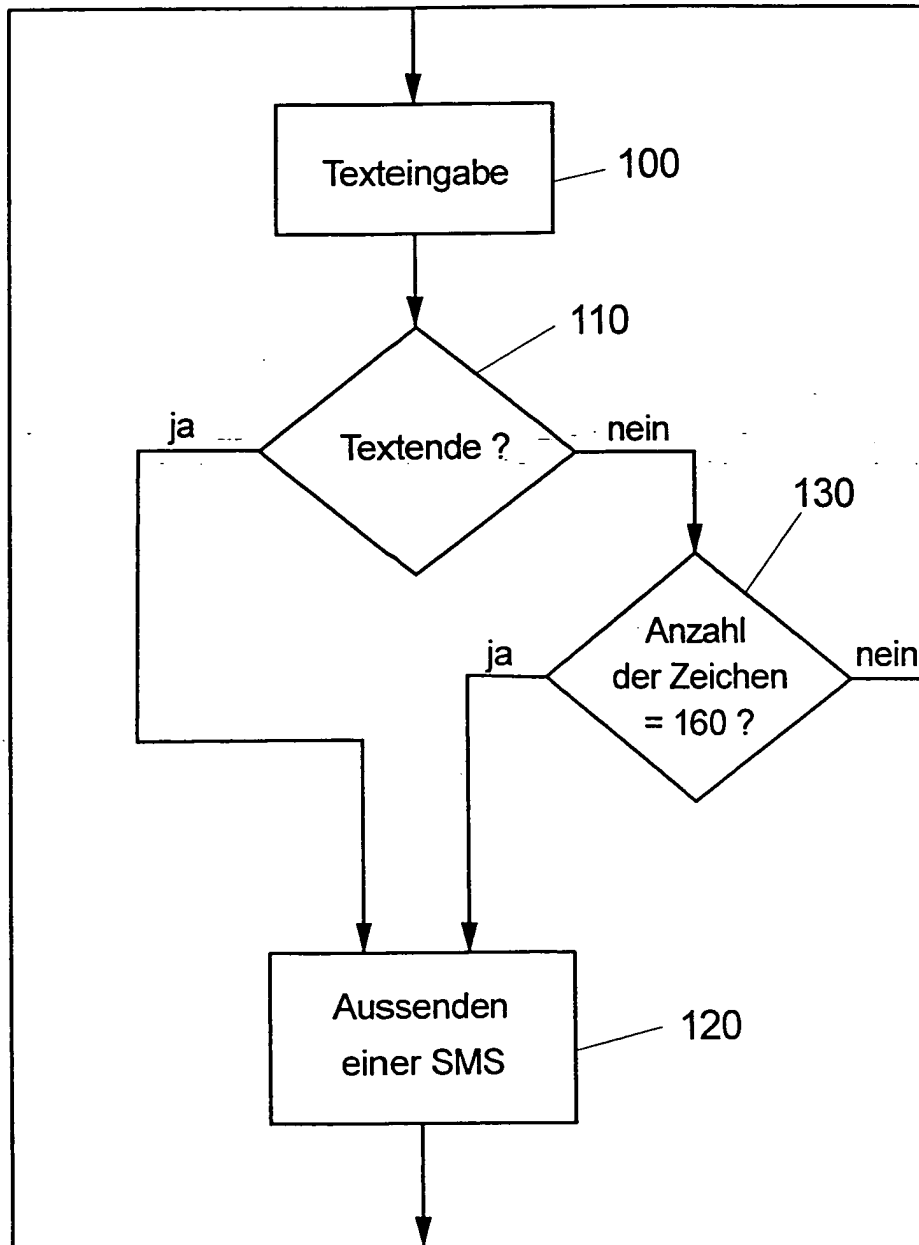 Texteingabe
100
110
ja
Textende ?
nein
130
Anzahl
der Zeichen
= 160 ?
ja
nein
Aussenden
einer SMS
120